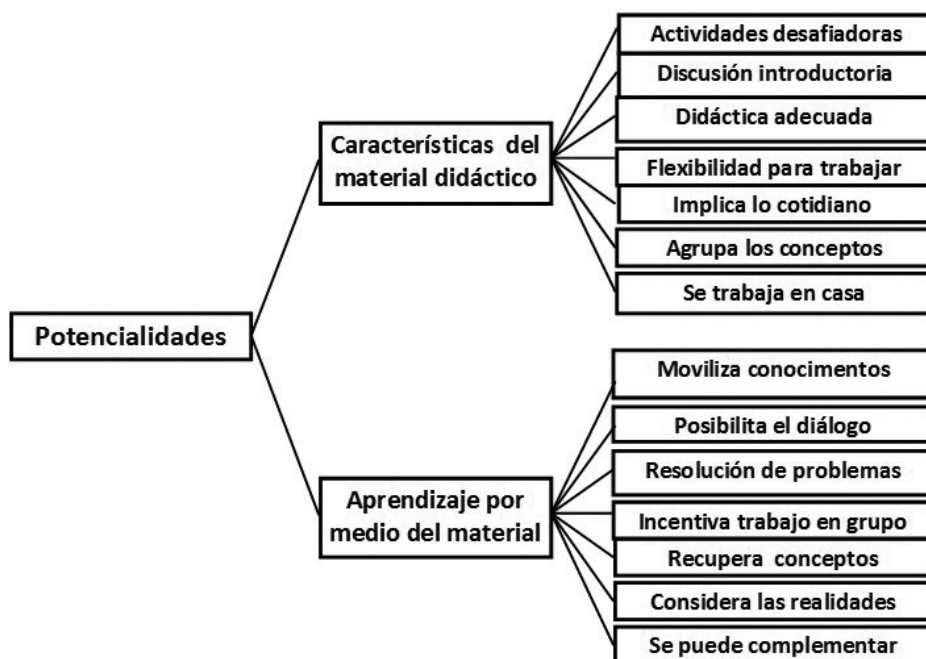 Potencialidades
Característícas del
material didáctico
Actividades desafiadoras
Discusión introductoria
Didáctica adecuada
Flexibilidad para trabajar
Implica lo cotidiano
Agrupa los conceptos
Se trabaja en casa
Aprendizaje por
medio del material
Moviliza conocimentos
Posibilita el diálogo
Resolución de problemas
Incentiva trabajo en grupo
Recupera conceptos
Considera las realidades
Se puede complementar